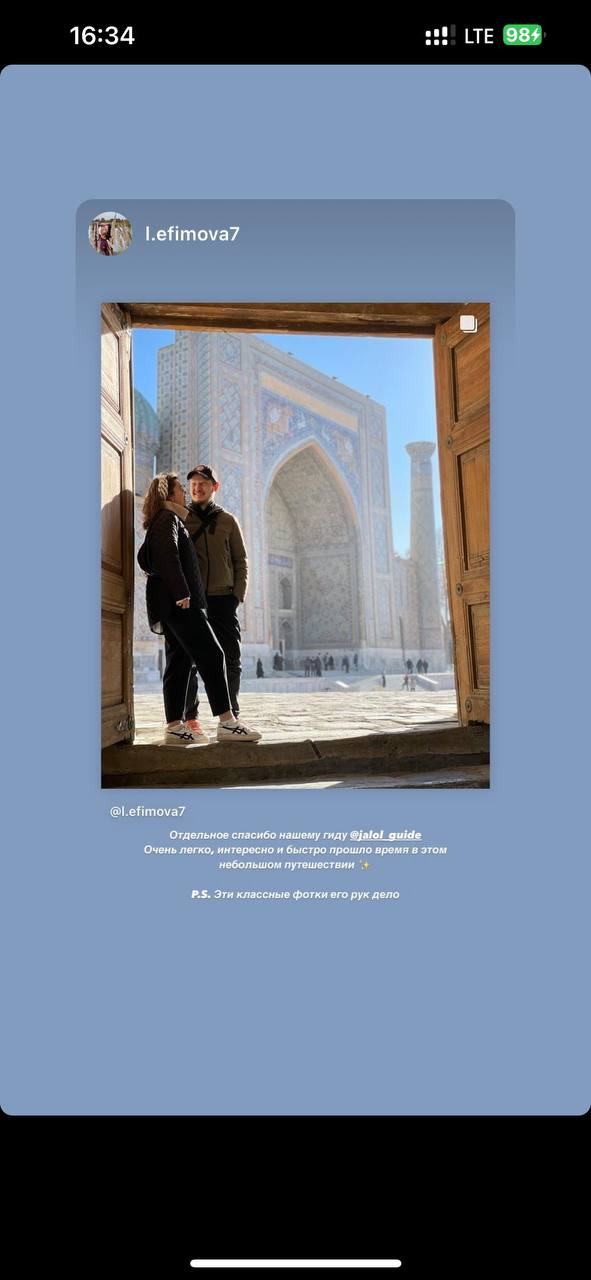 16:34
LTE
98
l.efimova7
@l.efimova7
Отдельное спасибо нашему гиду @jalol_guide
Очень легко, интересно и быстро прошло время в этом
небольшом путешествии ✨
P.S. Эти классные фотки его рук дело